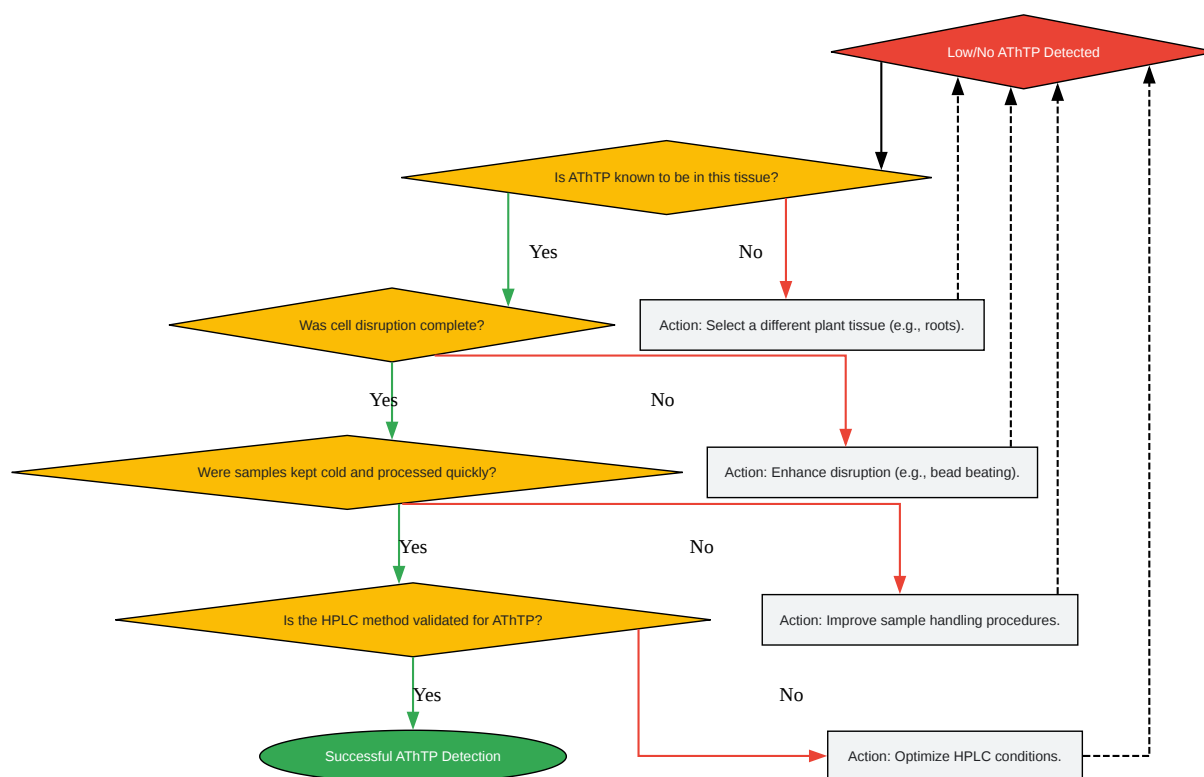 Low/No AThTP Detected
Is AThTP known to be in this tissue?
Yes
No
Was cell disruption complete?
Action: Select a different plant tissue (e.g., roots).
Yes
No
Were samples kept cold and processed quickly?
Action: Enhance disruption (e.g., bead beating).
Yes
No
Is the HPLC method validated for AThTP?
Action: Improve sample handling procedures.
Yes
No
Successful AThTP Detection
Action: Optimize HPLC conditions.